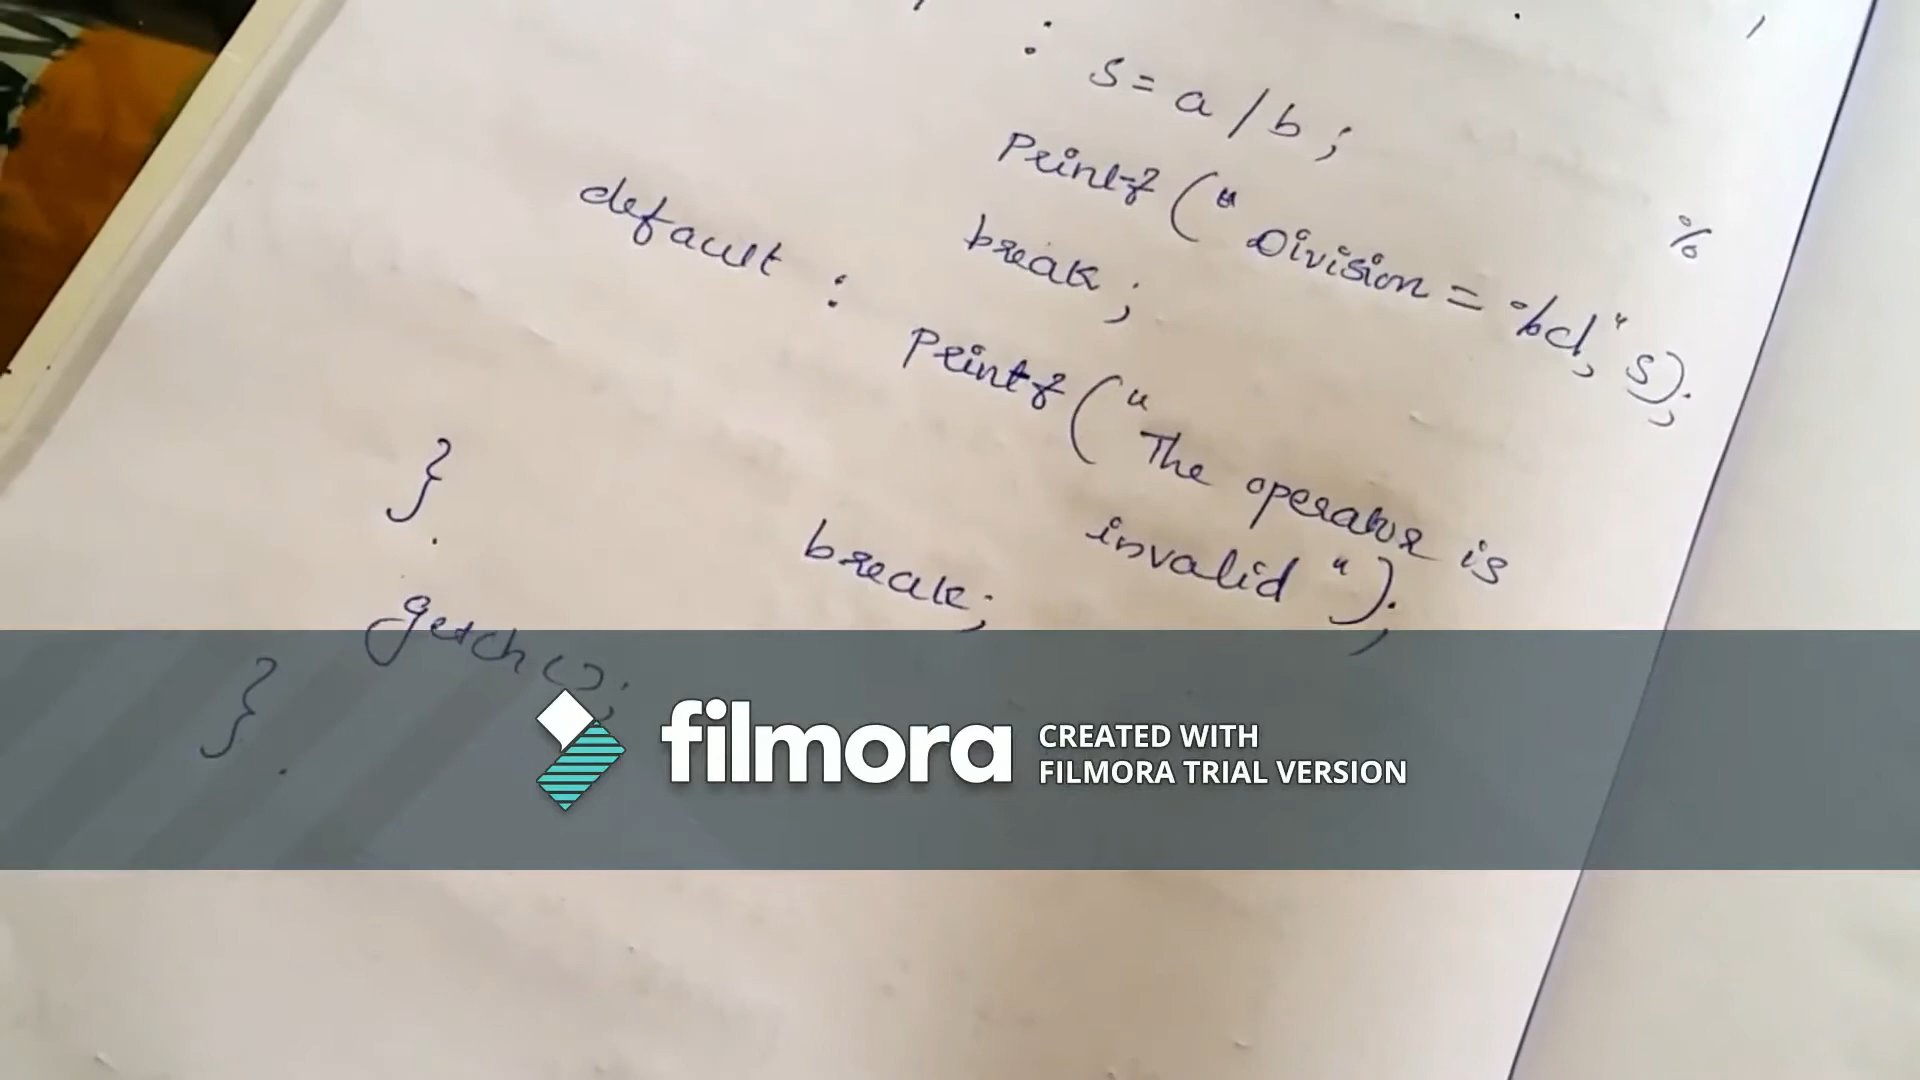 : s = a / b ;
Printf ( " Division = %d, " s);
%
break ;
default :
Printf ( " The operator is
invalid " );
break;
}
getch ();
}
filmora
CREATED WITH
FILMORA TRIAL VERSION